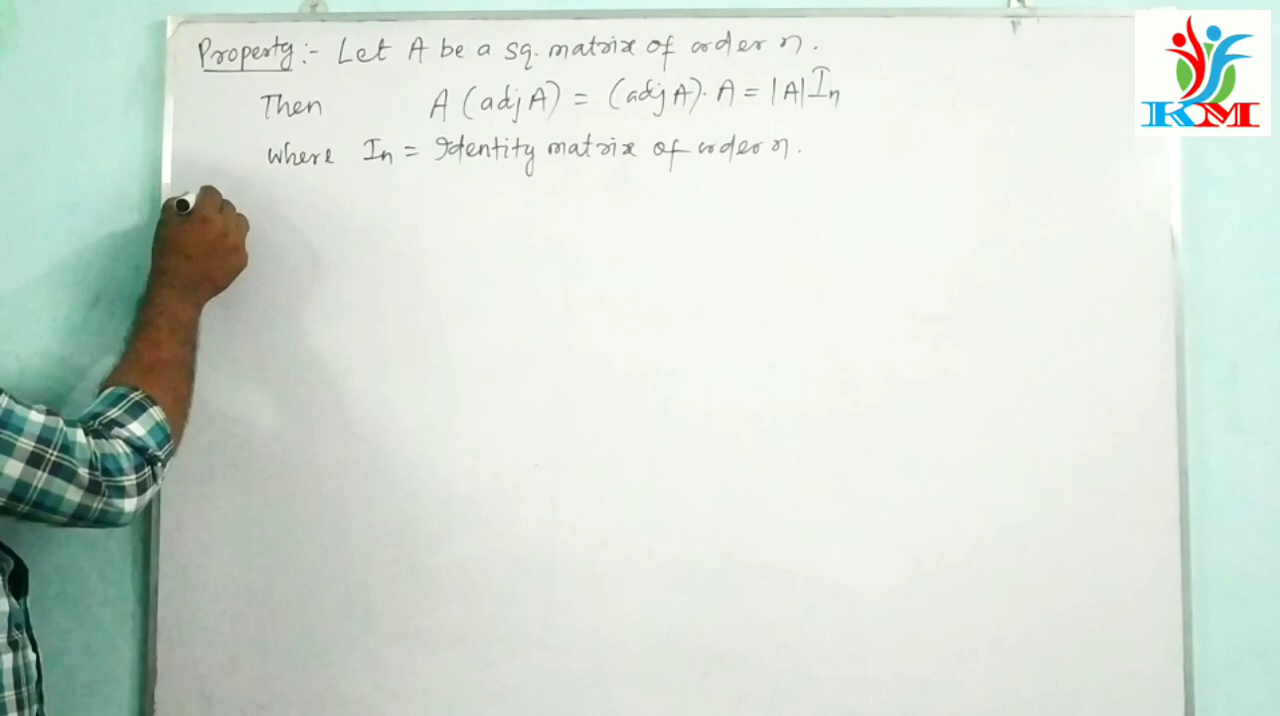 Property :- Let A be a sq. matrix of order n.
Then A (adj A) = (adj A). A = |A| In
where In = Identity matrix of order n.
KM